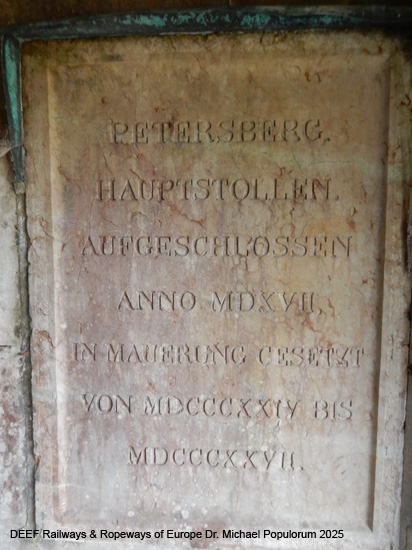 PETERSBERG.
HAUPTSTOLLEN.
AUFGESCHLOSSEN
ANNO MDXVII,
IN MAUERUNG GESETZT
VON MDCCCXXIV BIS
MDCCCXXVII.
DEEF Railways & Ropeways of Europe Dr. Michael Populorum 2025